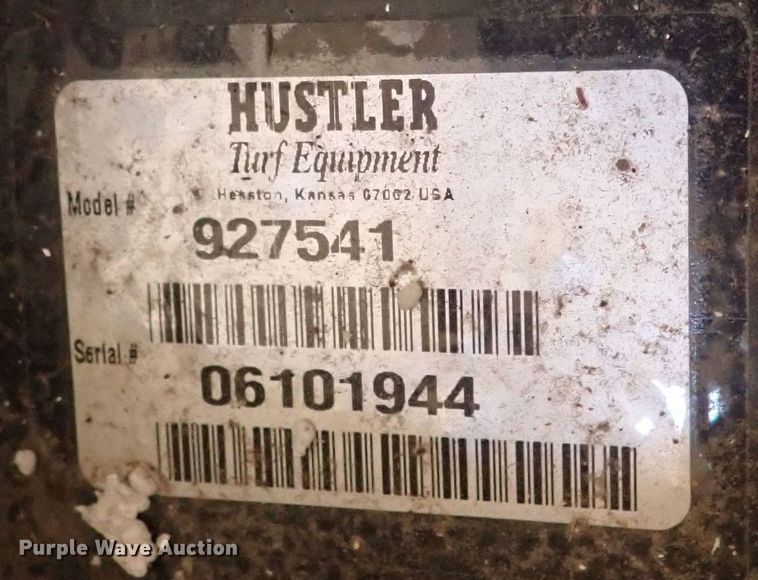 HUSTLER
Turf Equipment
Hesston, Kansas 67062 USA
Model #
927541
Serial #
06101944
Purple Wave Auction